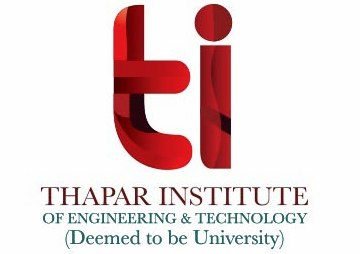 ti
THAPAR INSTITUTE
OF ENGINEERING & TECHNOLOGY
(Deemed to be University)